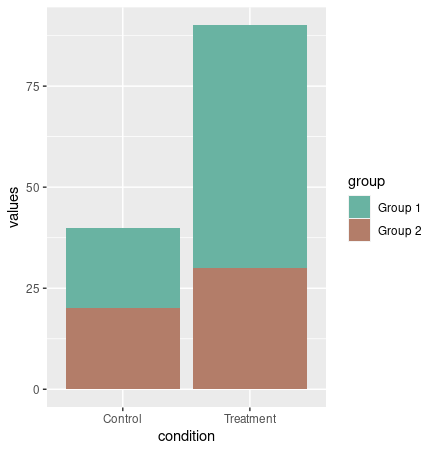 values
75
50
25
0
Control Treatment
condition
group
Group 1
Group 2